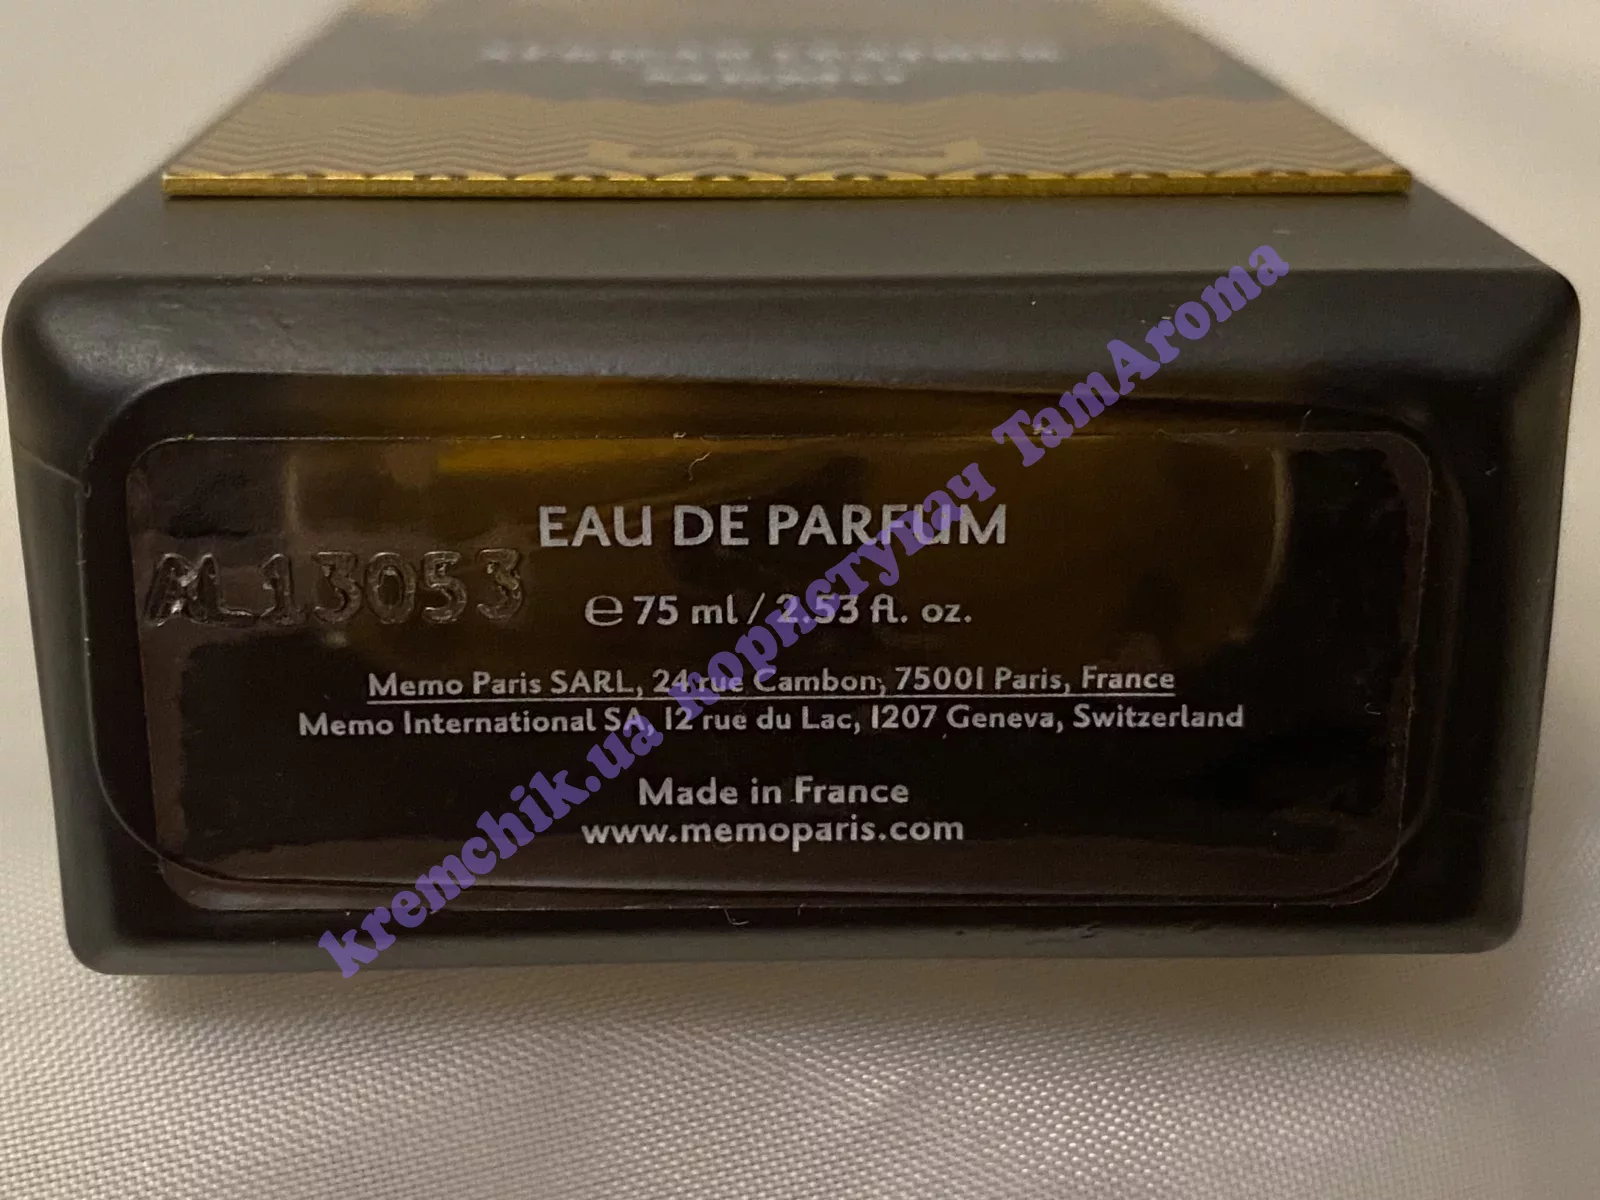 EAU DE PARFUM
AL13053
℮ 75 ml / 2.53 fl. oz.
Memo Paris SARL, 24 rue Cambon, 75001 Paris, France
Memo International SA, 12 rue du Lac, 1207 Geneva, Switzerland
Made in France
www.memoparis.com
kremchik.ua користувач TamAroma